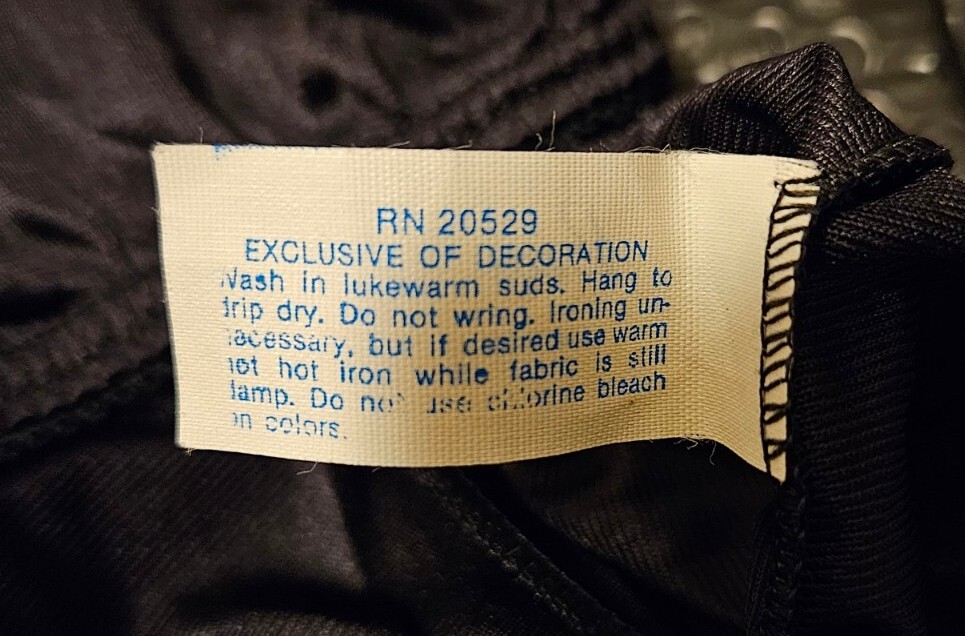 RN 20529
EXCLUSIVE OF DECORATION
Wash in lukewarm suds. Hang to
drip dry. Do not wring. Ironing un-
necessary, but if desired use warm
not hot iron while fabric is still
damp. Do not use chlorine bleach
on colors.